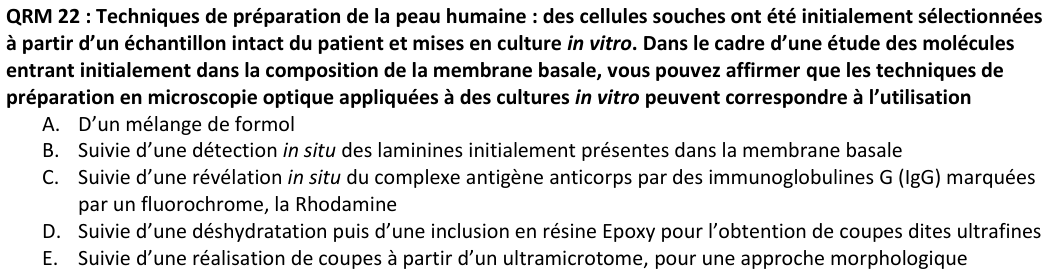 QRM 22 : Techniques de préparation de la peau humaine : des cellules souches ont été initialement sélectionnées
à partir d’un échantillon intact du patient et mises en culture in vitro. Dans le cadre d’une étude des molécules
entrant initialement dans la composition de la membrane basale, vous pouvez affirmer que les techniques de
préparation en microscopie optique appliquées à des cultures in vitro peuvent correspondre à l’utilisation
A. D’un mélange de formol
B. Suivie d’une détection in situ des laminines initialement présentes dans la membrane basale
C. Suivie d’une révélation in situ du complexe antigène anticorps par des immunoglobulines G (IgG) marquées
par un fluorochrome, la Rhodamine
D. Suivie d’une déshydratation puis d’une inclusion en résine Epoxy pour l’obtention de coupes dites ultrafines
E. Suivie d’une réalisation de coupes à partir d’un ultramicrotome, pour une approche morphologique